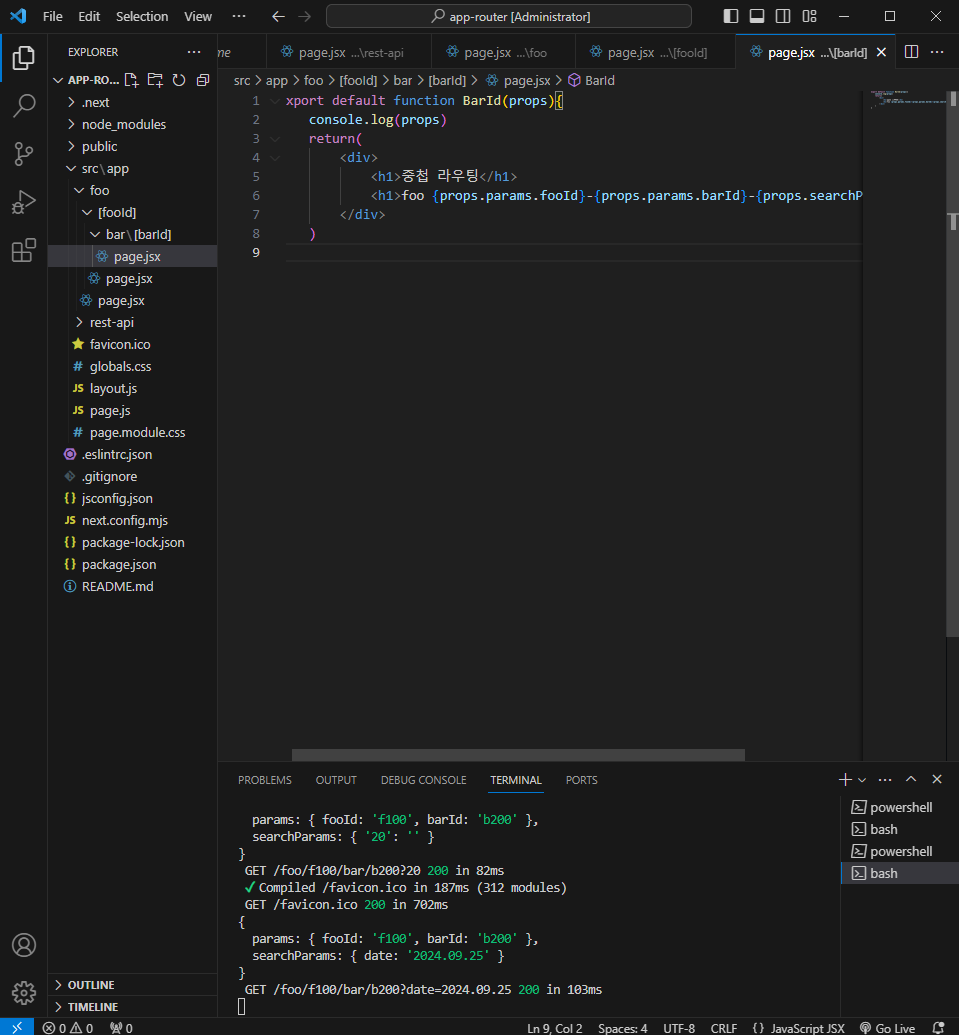 File Edit Selection View ··· app-router [Administrator]
EXPLORER ···
me page.jsx ...\rest-api page.jsx ...\foo page.jsx ...\[fooId] page.jsx ...\[barId] ···
APP-RO...
.next
node_modules
public
src\app
foo
[fooId]
bar\[barId]
page.jsx
page.jsx
page.jsx
rest-api
favicon.ico
# globals.css
JS layout.js
JS page.js
# page.module.css
.eslintrc.json
.gitignore
{} jsconfig.json
JS next.config.mjs
{} package-lock.json
{} package.json
README.md
src > app > foo > [fooId] > bar > [barId] > page.jsx > BarId
1 xport default function BarId(props){
2 console.log(props)
3 return(
4 <div>
5 <h1>중첩 라우팅</h1>
6 <h1>foo {props.params.fooId}-{props.params.barId}-{props.searchP
7 </div>
8 )
9
PROBLEMS OUTPUT DEBUG CONSOLE TERMINAL PORTS ···
params: { fooId: 'f100', barId: 'b200' },
searchParams: { '20': '' }
}
GET /foo/f100/bar/b200?20 200 in 82ms
✓ Compiled /favicon.ico in 187ms (312 modules)
GET /favicon.ico 200 in 702ms
{
params: { fooId: 'f100', barId: 'b200' },
searchParams: { date: '2024.09.25' }
}
GET /foo/f100/bar/b200?date=2024.09.25 200 in 103ms
powershell
bash
powershell
bash
OUTLINE
TIMELINE
0 0 0 Ln 9, Col 2 Spaces: 4 UTF-8 CRLF {} JavaScript JSX Go Live